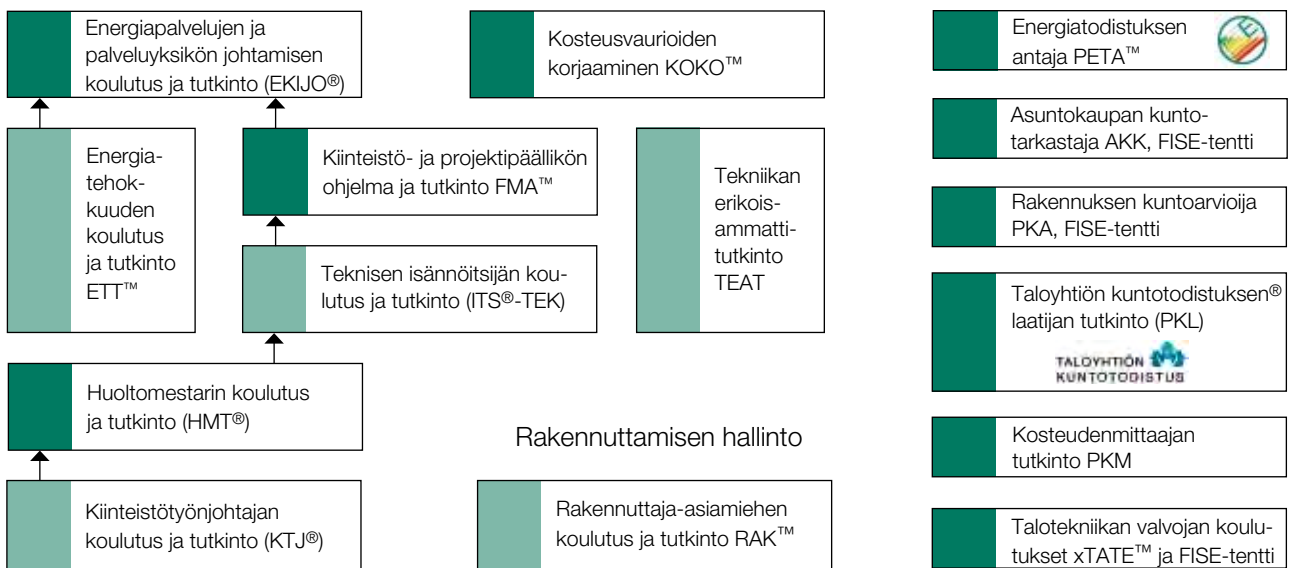 Energiapalvelujen ja
palveluyksikön johtamisen
koulutus ja tutkinto (EKIJO®)
Energia-
tehok-
kuuden
koulutus
ja tutkinto
ETT™
Kiinteistö- ja projektipäällikön
ohjelma ja tutkinto FMA™
Teknisen isännöitsijän kou-
lutus ja tutkinto (ITS®-TEK)
Huoltomestarin koulutus
ja tutkinto (HMT®)
Kiinteistötyönjohtajan
koulutus ja tutkinto (KTJ®)
Kosteusvaurioiden
korjaaminen KOKO™
Tekniikan
erikois-
ammatti-
tutkinto
TEAT
Rakennuttamisen hallinto
Rakennuttaja-asiamiehen
koulutus ja tutkinto RAK™
Energiatodistuksen
antaja PETA™
Asuntokaupan kunto-
tarkastaja AKK, FISE-tentti
Rakennuksen kuntoarvioija
PKA, FISE-tentti
Taloyhtiön kuntotodistuksen®
laatijan tutkinto (PKL)
TALOYHTIÖN
KUNTOTODISTUS
Kosteudenmittaajan
tutkinto PKM
Talotekniikan valvojan koulu-
tukset xTATE™ ja FISE-tentti